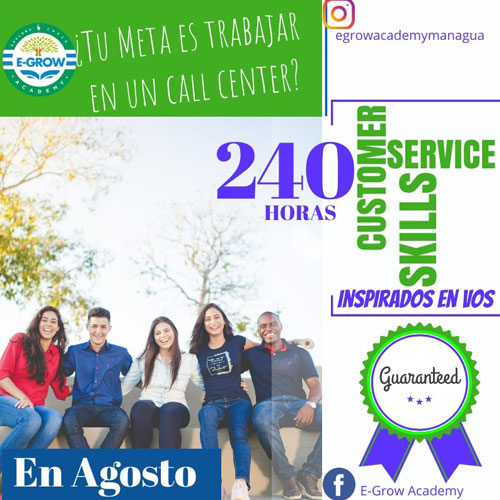 E-GROW
ACADEMY
¿Tu Meta es trabajar
en un call center?
egrowacademymanagua
240
HORAS
CUSTOMER
SERVICE
SKILLS
INSPIRADOS EN VOS
Guaranteed
En Agosto
E-Grow Academy